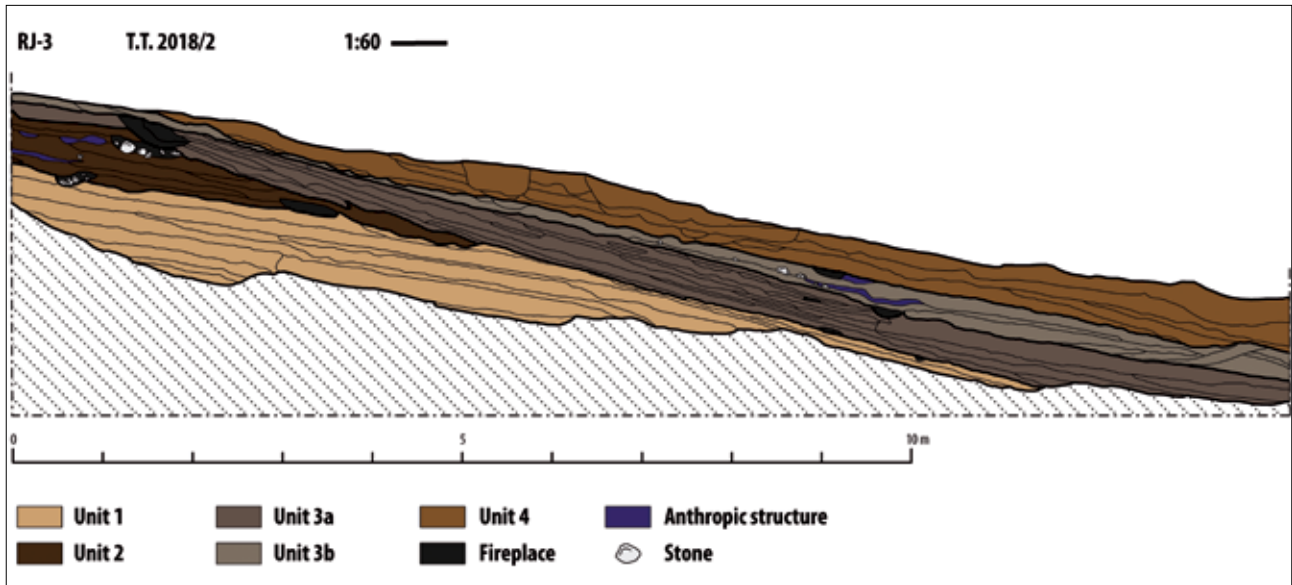 RJ-3 T.T. 2018/2 1:60
0 5 10 m
Unit 1 Unit 3a Unit 4 Anthropic structure
Unit 2 Unit 3b Fireplace Stone